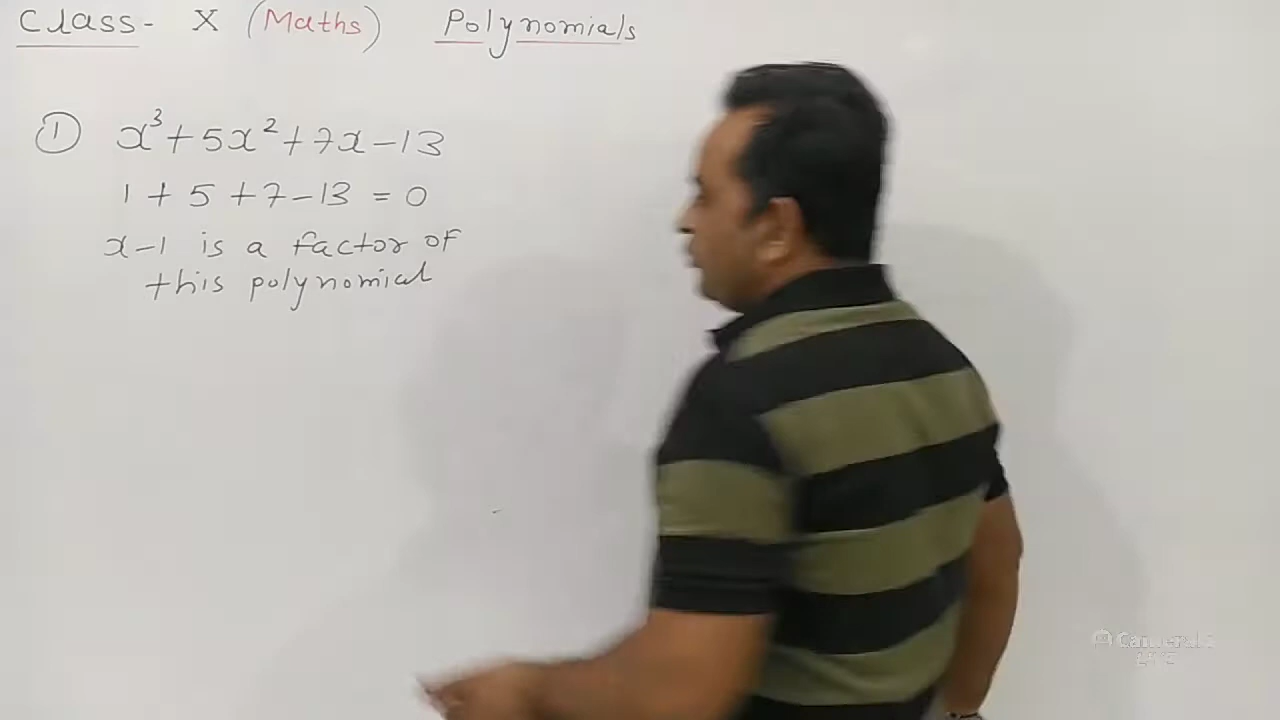 Class- X (Maths) Polynomials
① x³+5x²+7x-13
1+5+7-13 = 0
x-1 is a factor of
this polynomial